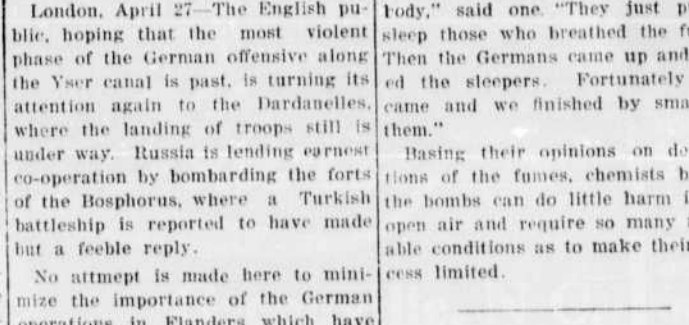 London, April 27—The English pu-
blic, hoping that the most violent
phase of the German offensive along
the Yser canal is past, is turning its
attention again to the Dardanelles,
where the landing of troops still is
under way. Russia is lending earnest
co-operation by bombarding the forts
of the Bosphorus, where a Turkish
battleship is reported to have made
but a feeble reply.
No attmept is made here to mini-
mize the importance of the German
operations in Flanders which have
body," said one. "They just
sleep those who breathed the
Then the Germans came up and
ed the sleepers. Fortunately
came and we finished by
them."
Basing their opinions on
tions of the fumes, chemists
the bombs can do little harm
open air and require so many
able conditions as to make their
cess limited.